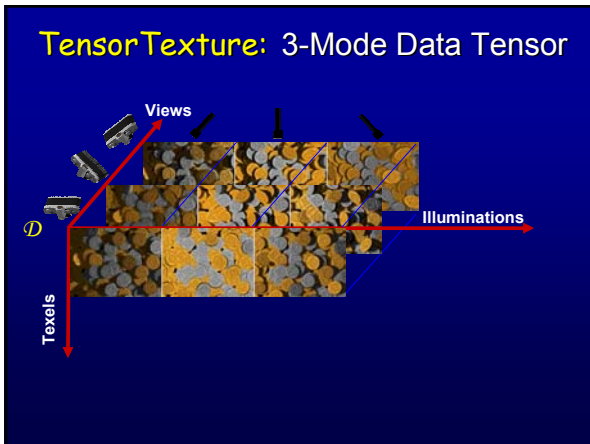 TensorTexture: 3-Mode Data Tensor
Views
Illuminations
𝒟
Texels